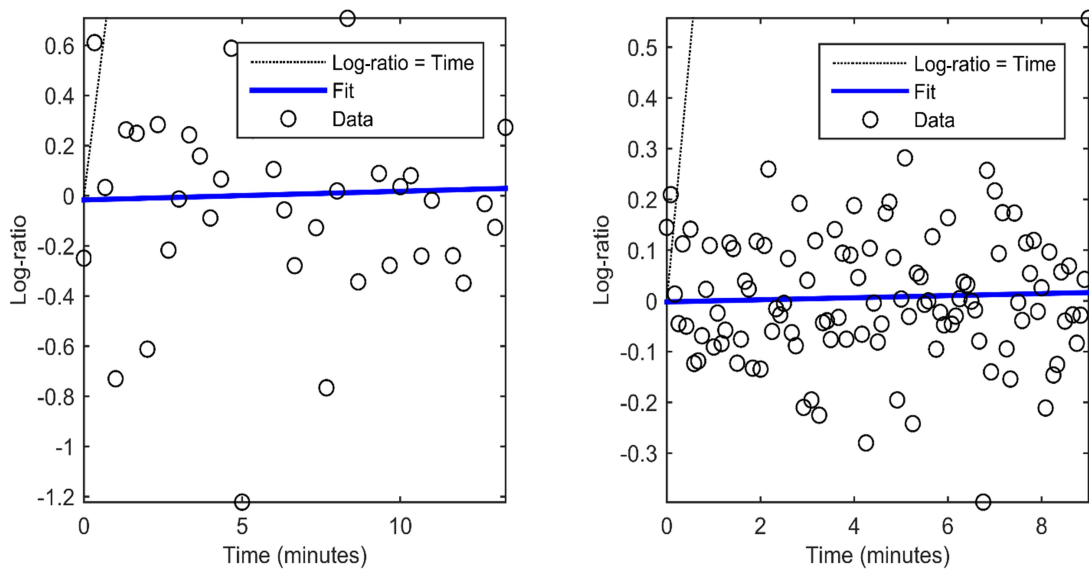 0.6
0.4
0.2
0
-0.2
-0.4
-0.6
-0.8
-1
-1.2
Log-ratio
0 5 10
Time (minutes)
Log-ratio = Time
Fit
Data
0.5
0.4
0.3
0.2
0.1
0
-0.1
-0.2
-0.3
Log-ratio
0 2 4 6 8
Time (minutes)
Log-ratio = Time
Fit
Data